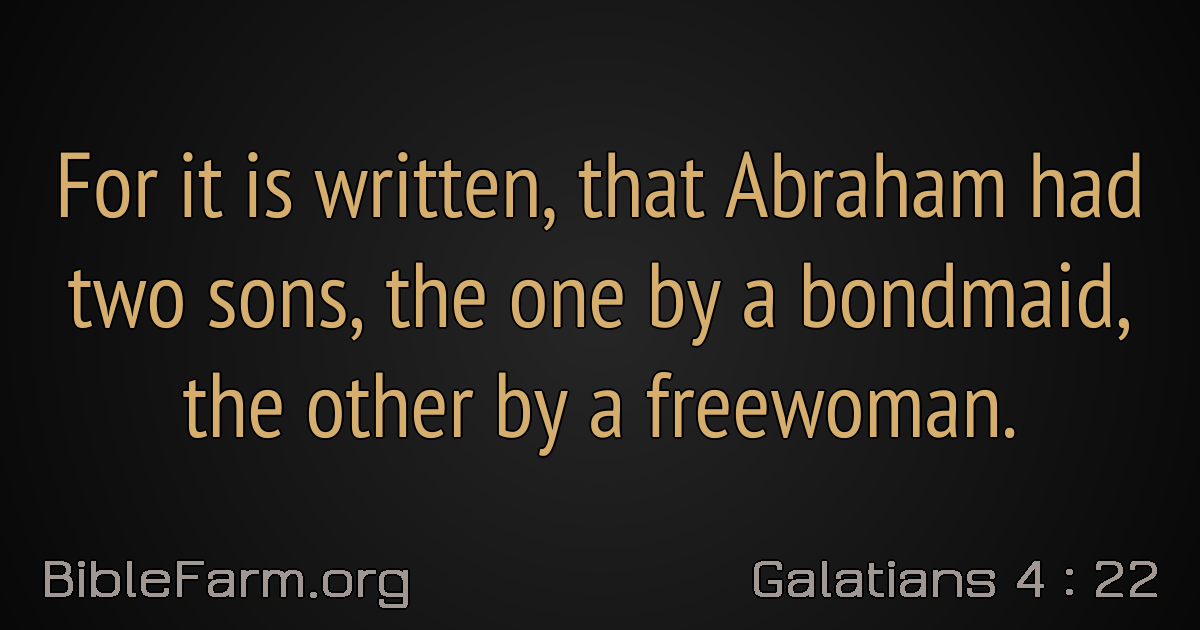 For it is written, that Abraham had
two sons, the one by a bondmaid,
the other by a freewoman.
BibleFarm.org
Galatians 4 : 22